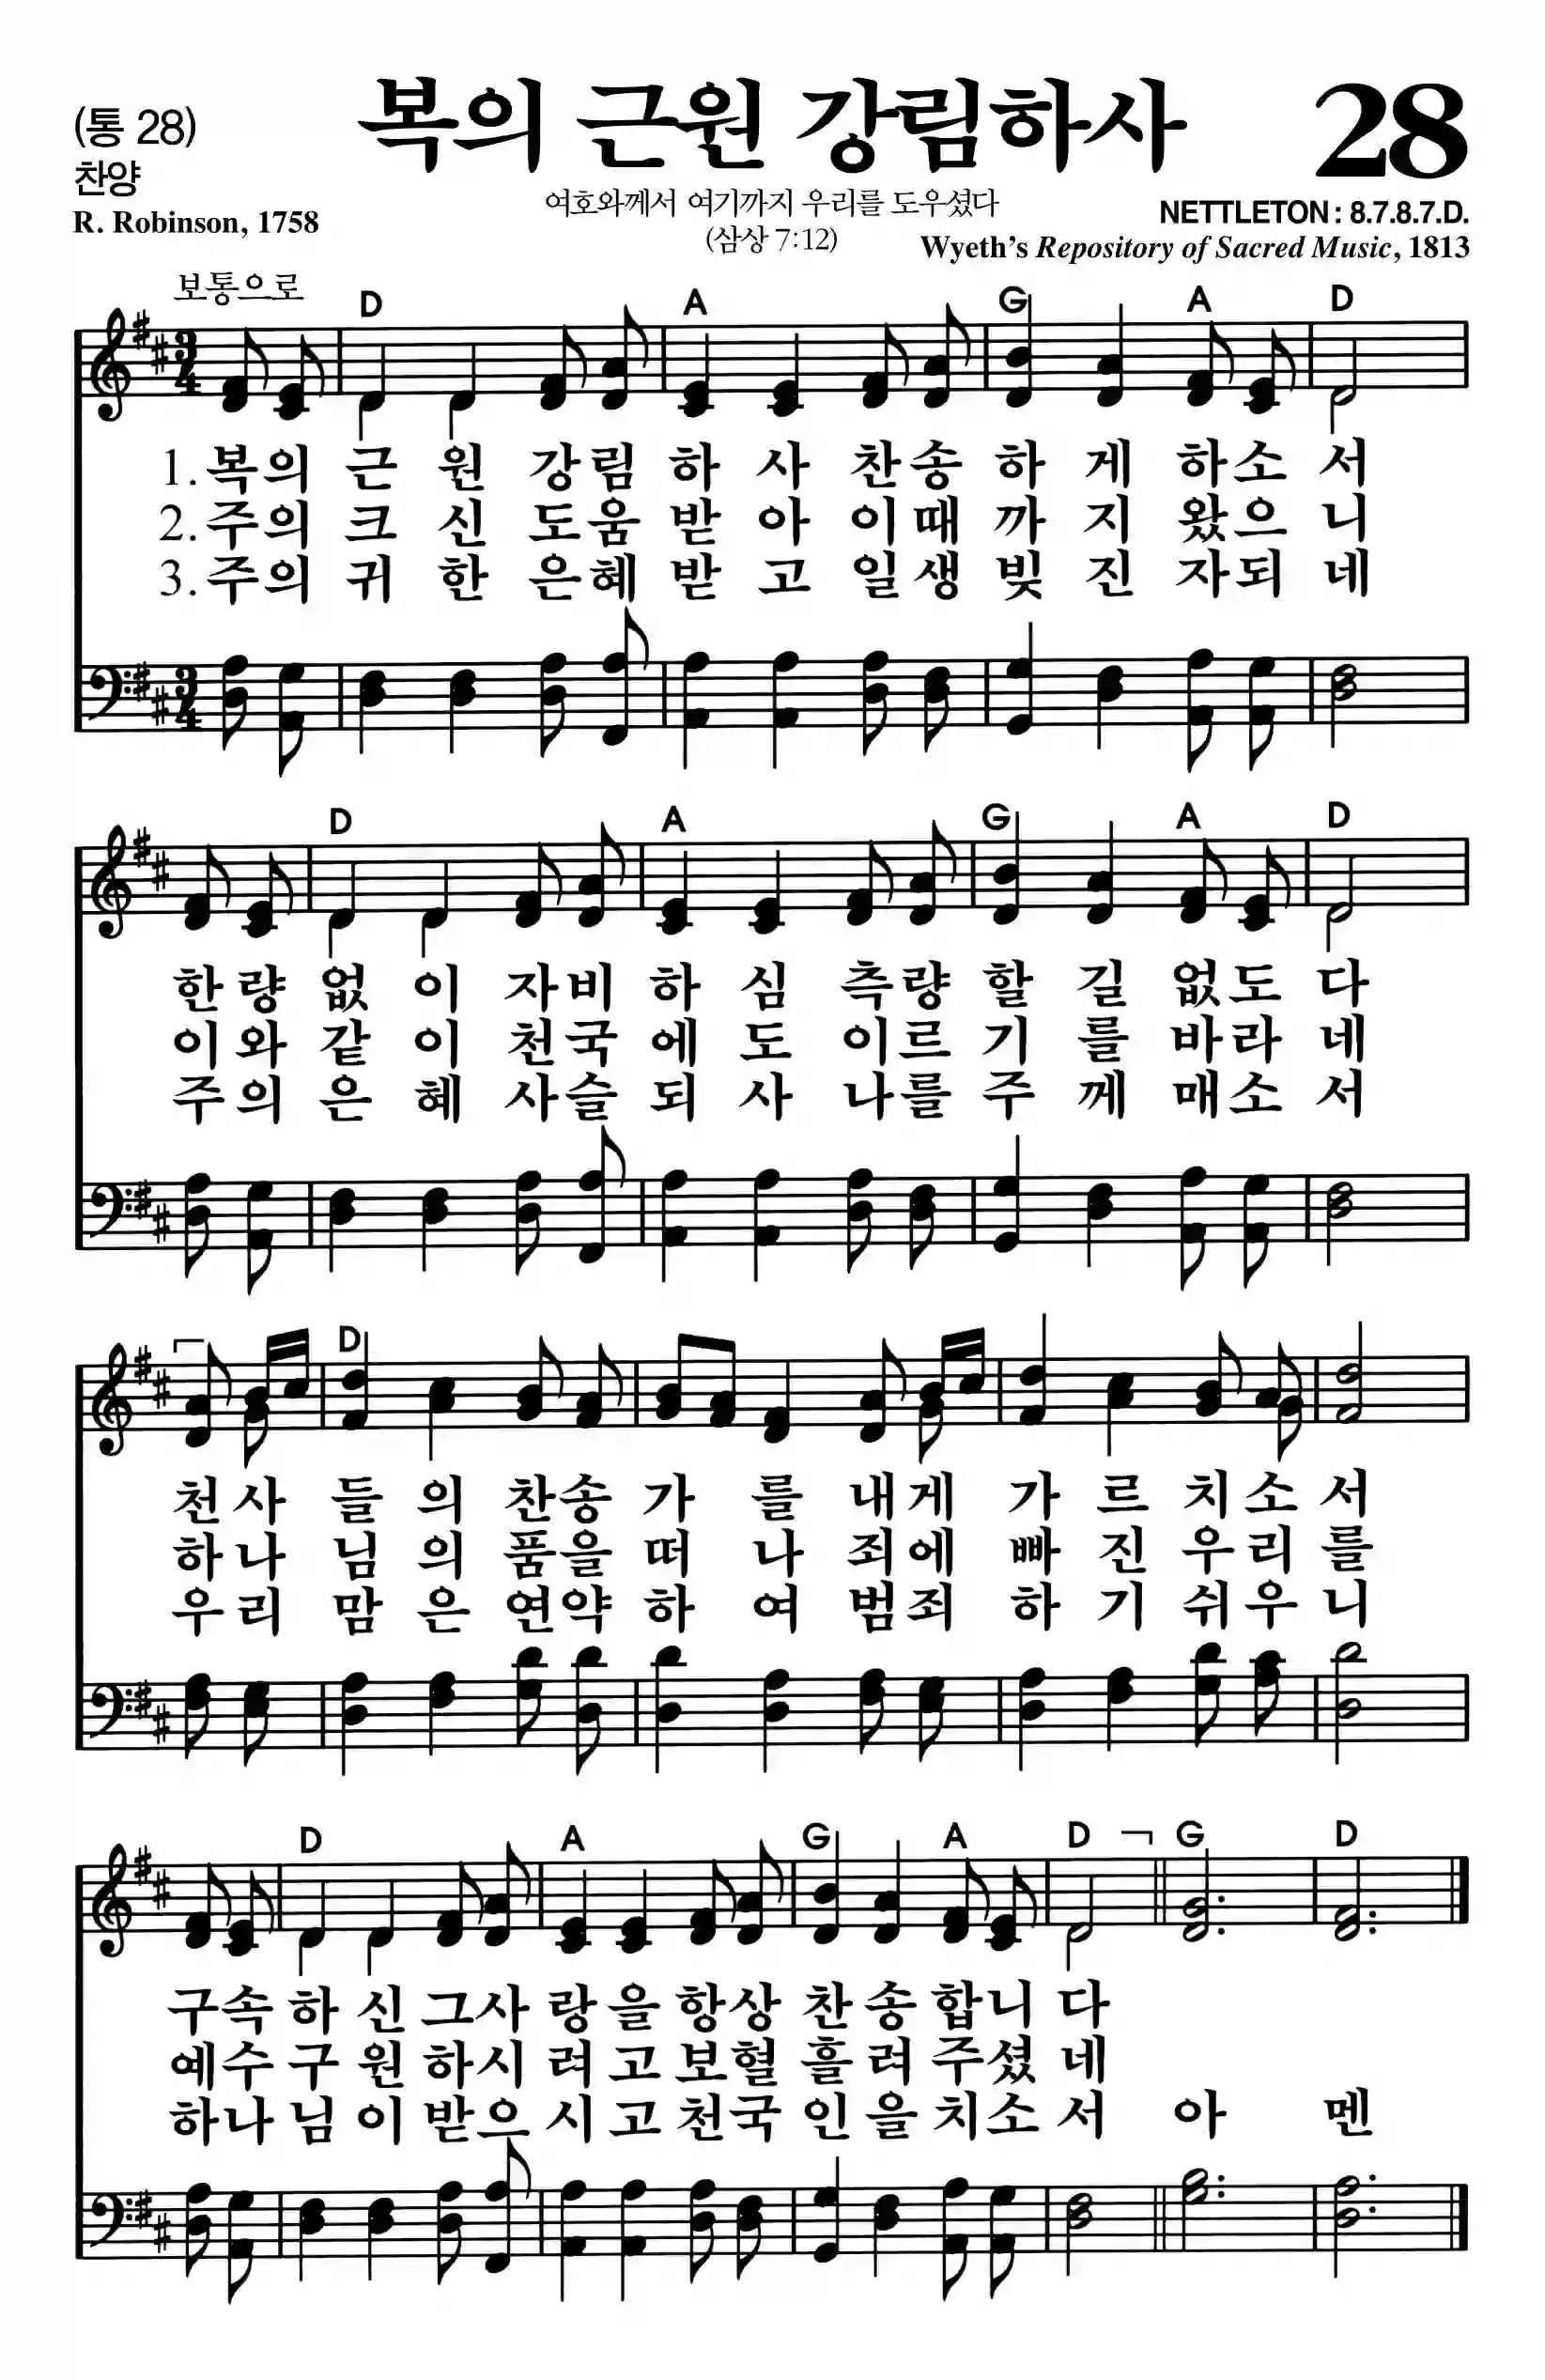 (통 28)
복의 근원 강림하사
28
찬양
R. Robinson, 1758
여호와께서 여기까지 우리를 도우셨다
(삼상 7:12)
NETTLETON : 8.7.8.7.D.
Wyeth's Repository of Sacred Music, 1813
보통으로
D A G A D
1. 복의 근 원 강림 하 사 찬송 하 게 하소 서
2. 주의 크 신 도움 받 아 이때 까 지 왔으 니
3. 주의 귀 한 은혜 받 고 일생 빚 진 자되 네
D A G A D
한량 없 이 자비 하 심 측량 할 길 없도 다
이와 같 이 천국 에 도 이르 기 를 바라 네
주의 은 혜 사슬 되 사 나를 주 께 매소 서
D
천사 들 의 찬송 가 를 내게 가 르 치소 서
하나 님 의 품을 떠 나 죄에 빠 진 우리 를
우리 맘 은 연약 하 여 범죄 하 기 쉬우 니
D A G A D G D
구속 하 신 그사 랑 을 항상 찬 송 합니 다
예수 구 원 하시 려 고 보혈 흘 려 주셨 네
하나 님 이 받으 시 고 천국 인 을 치소 서 아 멘